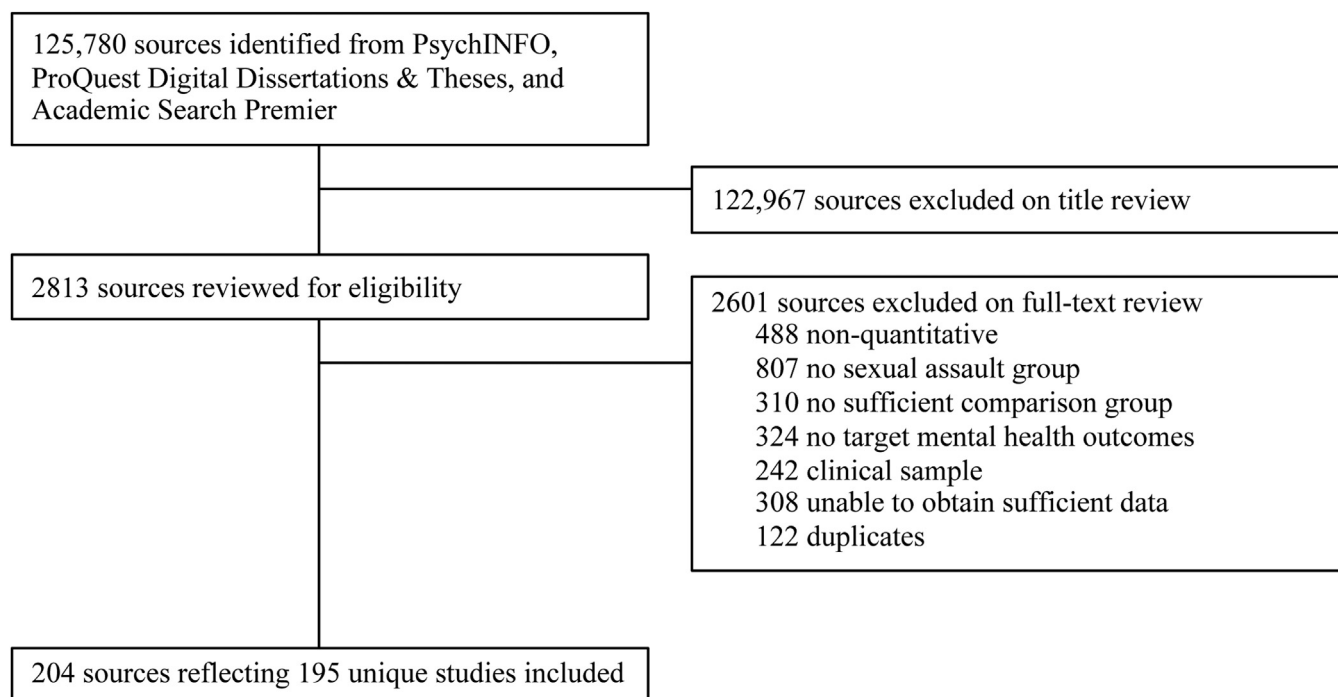 125,780 sources identified from PsychINFO,
ProQuest Digital Dissertations & Theses, and
Academic Search Premier
122,967 sources excluded on title review
2813 sources reviewed for eligibility
2601 sources excluded on full-text review
488 non-quantitative
807 no sexual assault group
310 no sufficient comparison group
324 no target mental health outcomes
242 clinical sample
308 unable to obtain sufficient data
122 duplicates
204 sources reflecting 195 unique studies included